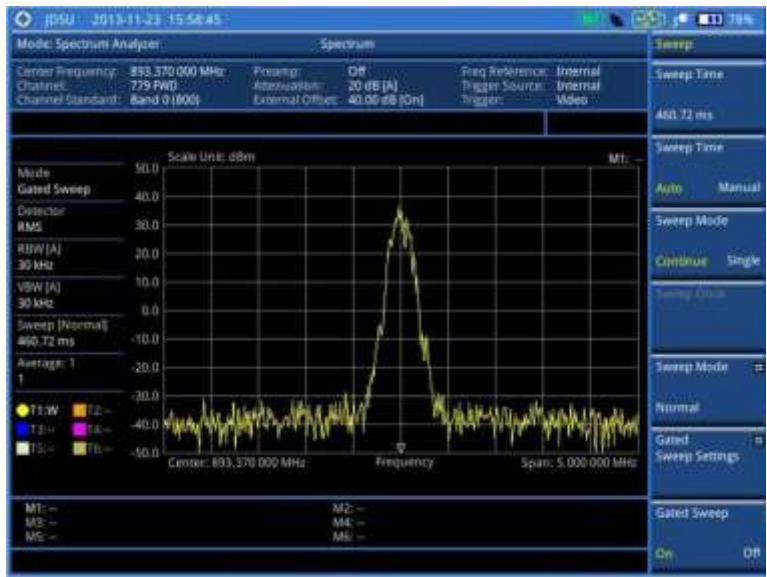 JDSU 2013-11-23 15:58:45 78%
Mode: Spectrum Analyzer Spectrum Sweep
Center Frequency: 893.370 000 MHz Preamp: Off Freq Reference: Internal
Channel: 779 FWD Attenuation: 20 dB [A] Trigger Source: Internal
Channel Standard: Band 0 (800) External Offset: 40.00 dB [On] Trigger: Video
Sweep Time
460.72 ms
Sweep Time
Auto Manual
Sweep Mode
Continue Single
Sweep Once
Sweep Mode
Normal
Gated
Sweep Settings
Gated Sweep
On Off
Mode
Gated Sweep
Detector
RMS
RBW [A]
30 kHz
VBW [A]
30 kHz
Sweep [Normal]
460.72 ms
Average: 1
1
T1:W T2:--
T3:-- T4:--
T5:-- T6:--
Scale Unit: dBm M1: --
50.0
40.0
30.0
20.0
10.0
0.0
-10.0
-20.0
-30.0
-40.0
-50.0
Center: 893.370 000 MHz Frequency Span: 5.000 000 MHz
M1: -- M2: --
M3: -- M4: --
M5: -- M6: --